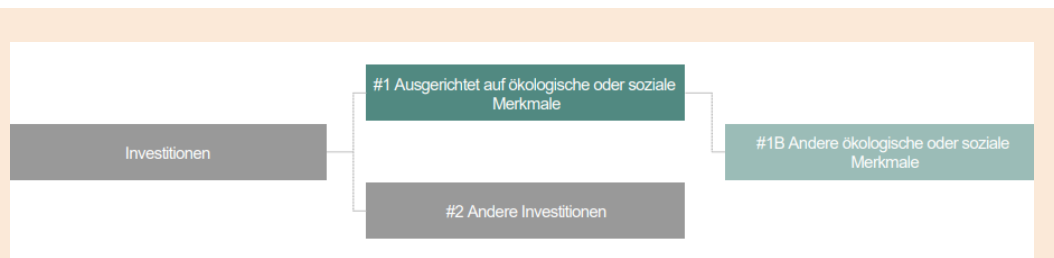 #1 Ausgerichtet auf ökologische oder soziale
Merkmale
Investitionen
#1B Andere ökologische oder soziale
Merkmale
#2 Andere Investitionen